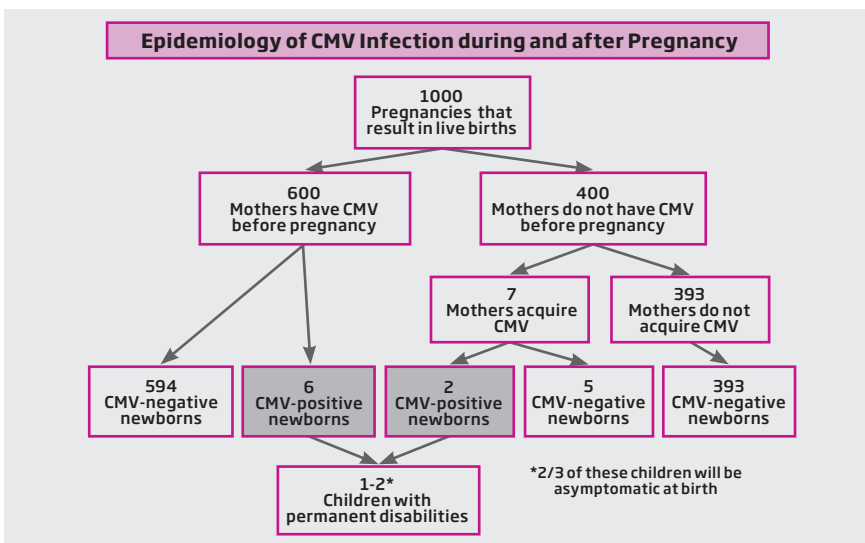 Epidemiology of CMV Infection during and after Pregnancy
1000
Pregnancies that
result in live births
600
Mothers have CMV
before pregnancy
400
Mothers do not have CMV
before pregnancy
7
Mothers acquire
CMV
393
Mothers do not
acquire CMV
594
CMV-negative
newborns
6
CMV-positive
newborns
2
CMV-positive
newborns
5
CMV-negative
newborns
393
CMV-negative
newborns
1-2*
Children with
permanent disabilities
*2/3 of these children will be
asymptomatic at birth